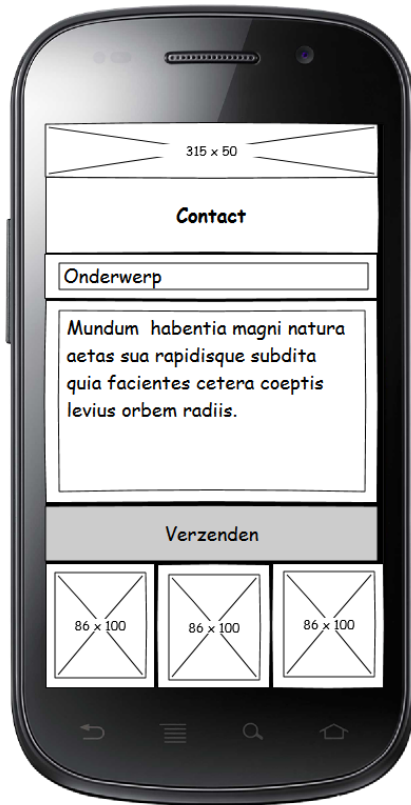 315 x 50
Contact
Onderwerp
Mundum habentia magni natura
aetas sua rapidisque subdita
quia facientes cetera coeptis
levius orbem radiis.
Verzenden
86 x 100
86 x 100
86 x 100